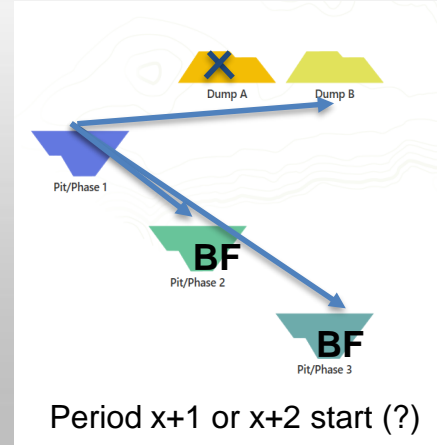 Dump A
Dump B
Pit/Phase 1
BF
Pit/Phase 2
BF
Pit/Phase 3
Period x+1 or x+2 start (?)